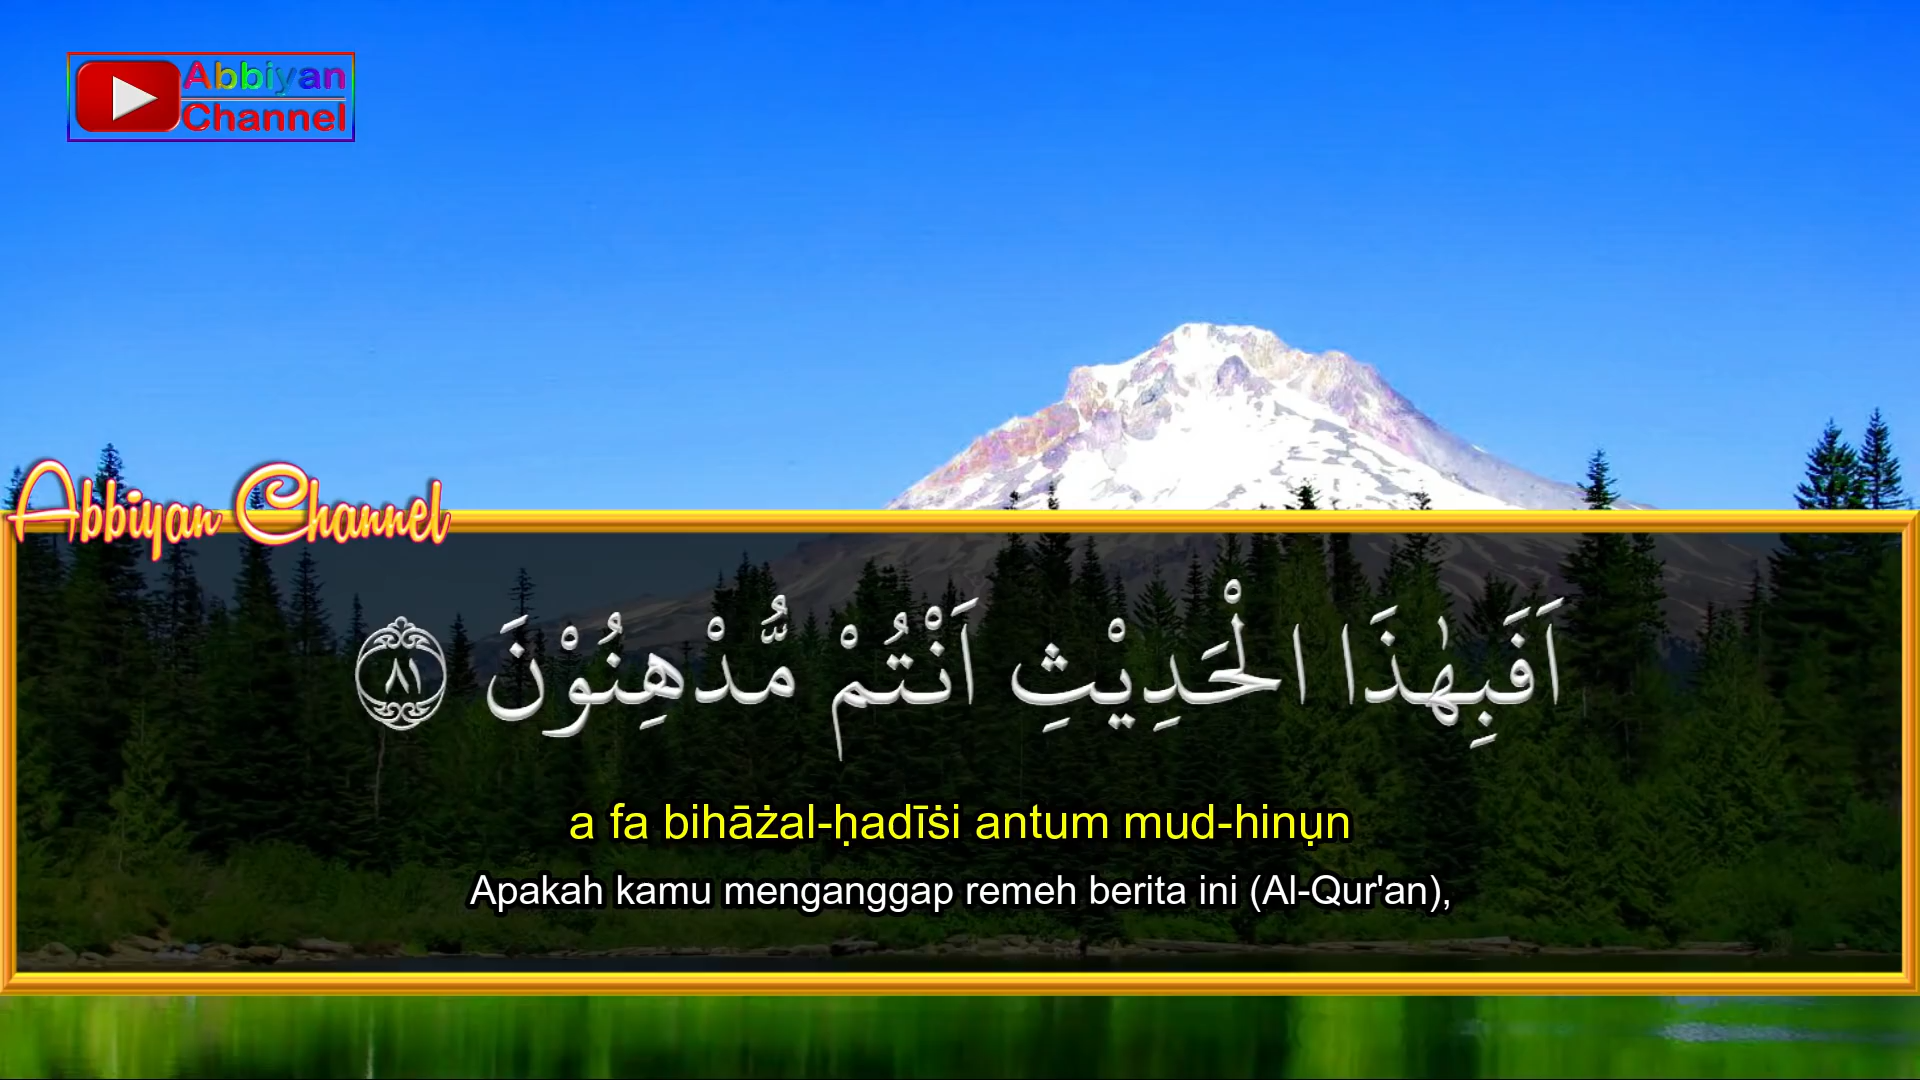 Abbiyan
Channel
Abbiyan Channel
اَفَبِهٰذَا الْحَدِيْثِ اَنْتُمْ مُّدْهِنُوْنَ ۝٨١
a fa bihāżal-ḥadīṡi antum mud-hinụn
Apakah kamu menganggap remeh berita ini (Al-Qur'an),